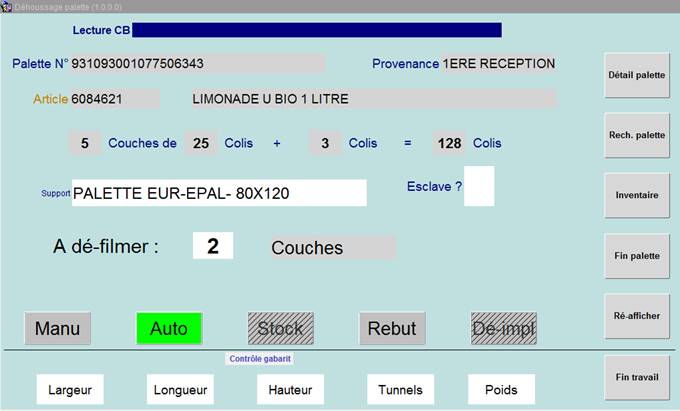 Déhoussage palette (1.0.0.0)
Lecture CB
Palette N° 931093001077506343 Provenance 1ERE RECEPTION
Article 6084621 LIMONADE U BIO 1 LITRE
5 Couches de 25 Colis + 3 Colis = 128 Colis
Support PALETTE EUR-EPAL- 80X120 Esclave ?
A dé-filmer : 2 Couches
Manu Auto Stock Rebut Dé-impl
Contrôle gabarit
Largeur Longueur Hauteur Tunnels Poids
Détail palette
Rech. palette
Inventaire
Fin palette
Ré-afficher
Fin travail